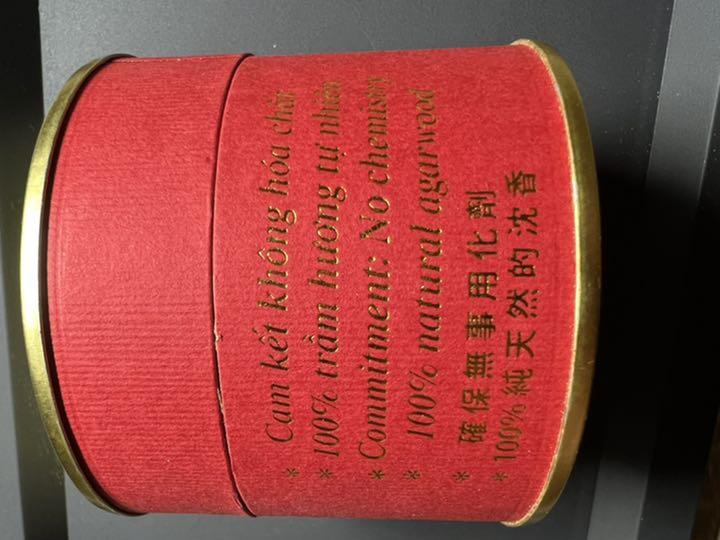 * Cam kết không hóa chất
* 100% trầm hương tự nhiên
* Commitment: No chemistry
* 100% natural agarwood
* 確保無事用化劑
* 100%純天然的沈香